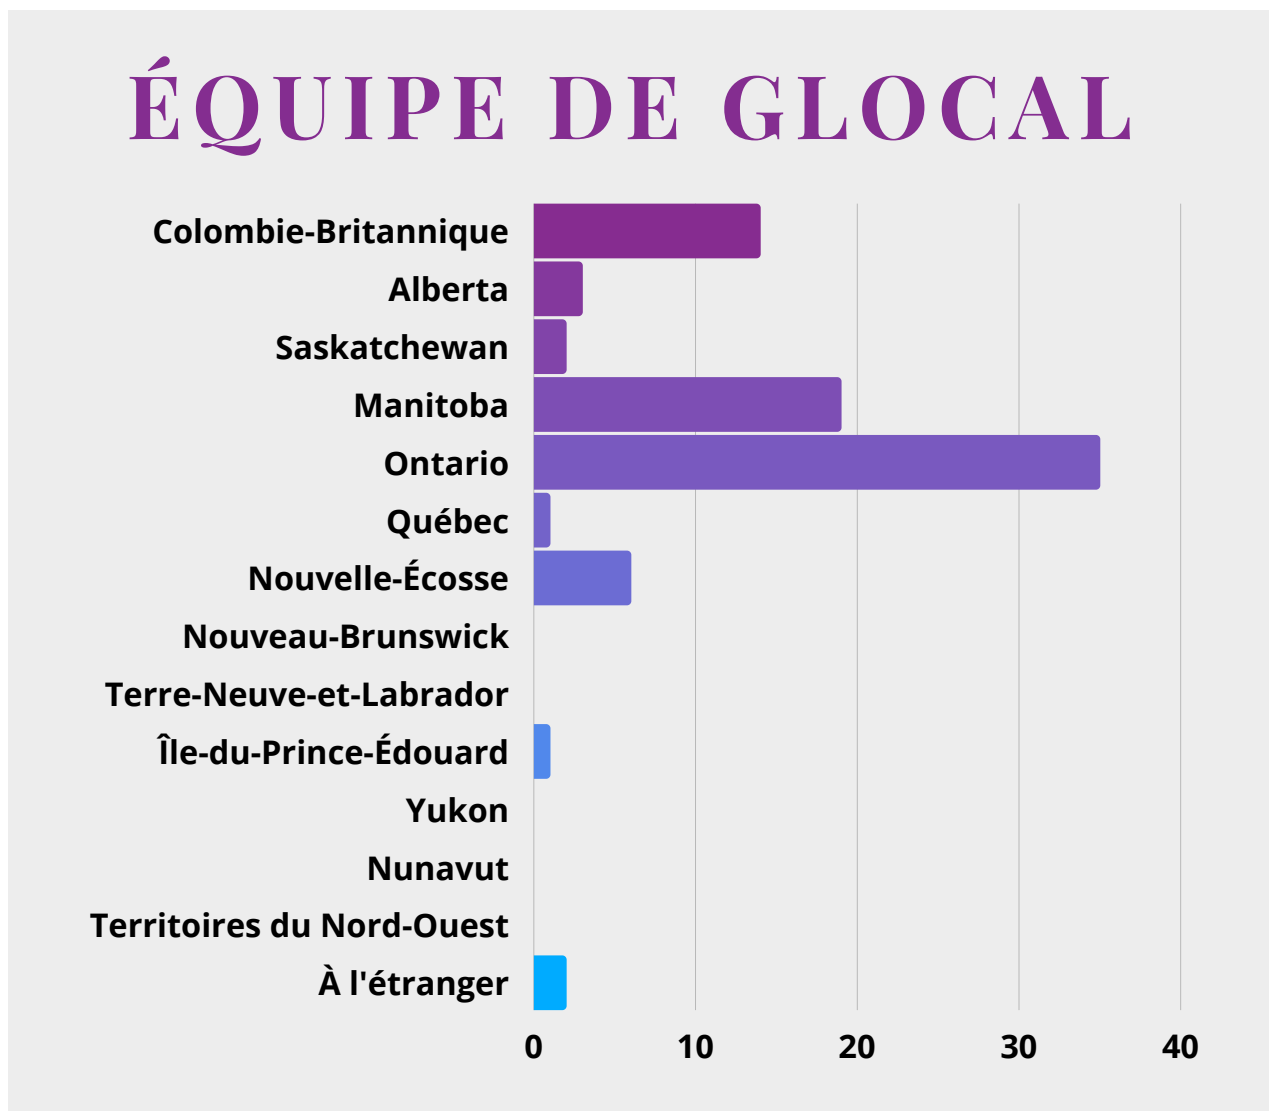 ÉQUIPE DE GLOCAL
Colombie-Britannique
Alberta
Saskatchewan
Manitoba
Ontario
Québec
Nouvelle-Écosse
Nouveau-Brunswick
Terre-Neuve-et-Labrador
Île-du-Prince-Édouard
Yukon
Nunavut
Territoires du Nord-Ouest
À l'étranger
0 10 20 30 40